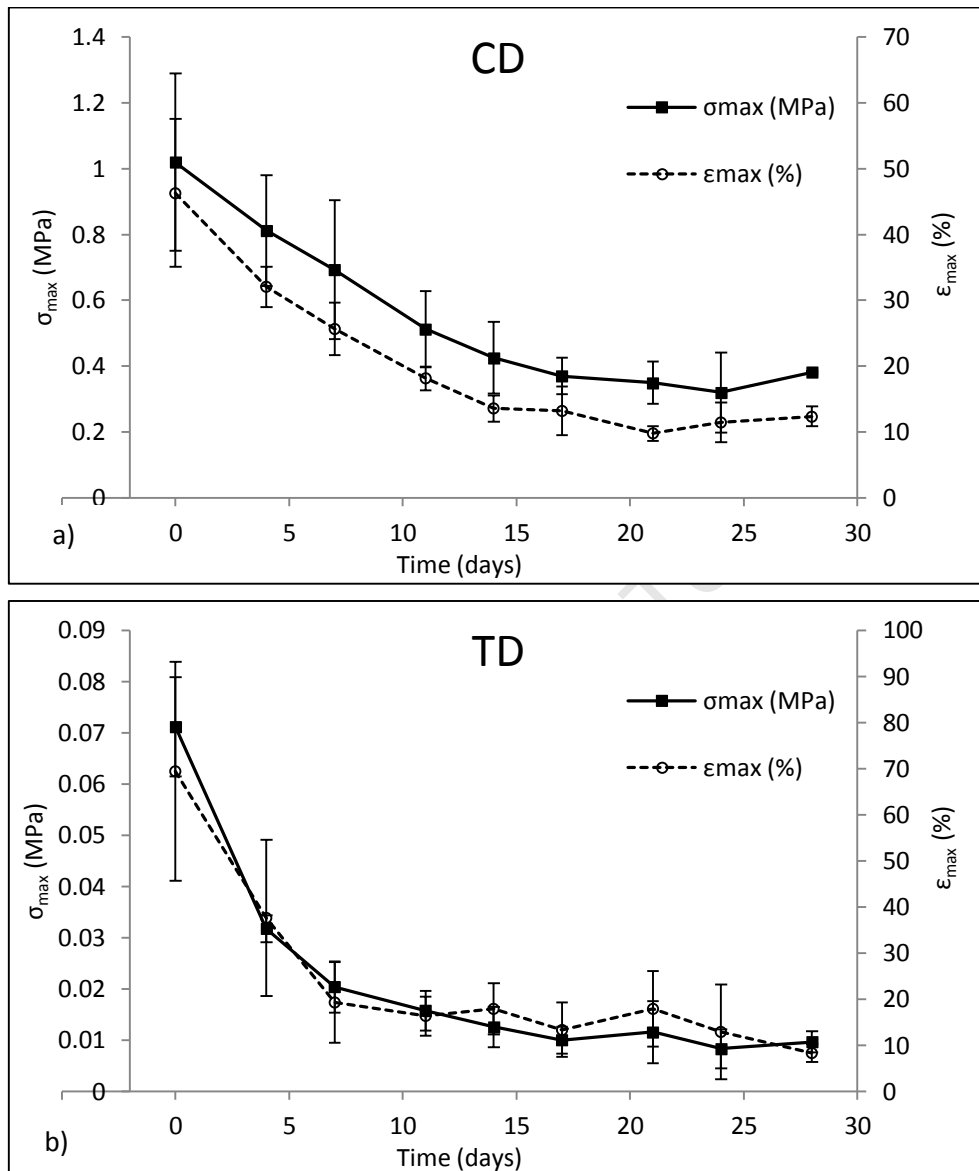 CD
1.4
1.2
1
0.8
0.6
0.4
0.2
0
σmax (MPa)
σmax (MPa)
εmax (%)
70
60
50
40
30
20
10
0
εmax (%)
0 5 10 15 20 25 30
Time (days)
a)
TD
0.09
0.08
0.07
0.06
0.05
0.04
0.03
0.02
0.01
0
σmax (MPa)
σmax (MPa)
εmax (%)
100
90
80
70
60
50
40
30
20
10
0
εmax (%)
0 5 10 15 20 25 30
Time (days)
b)